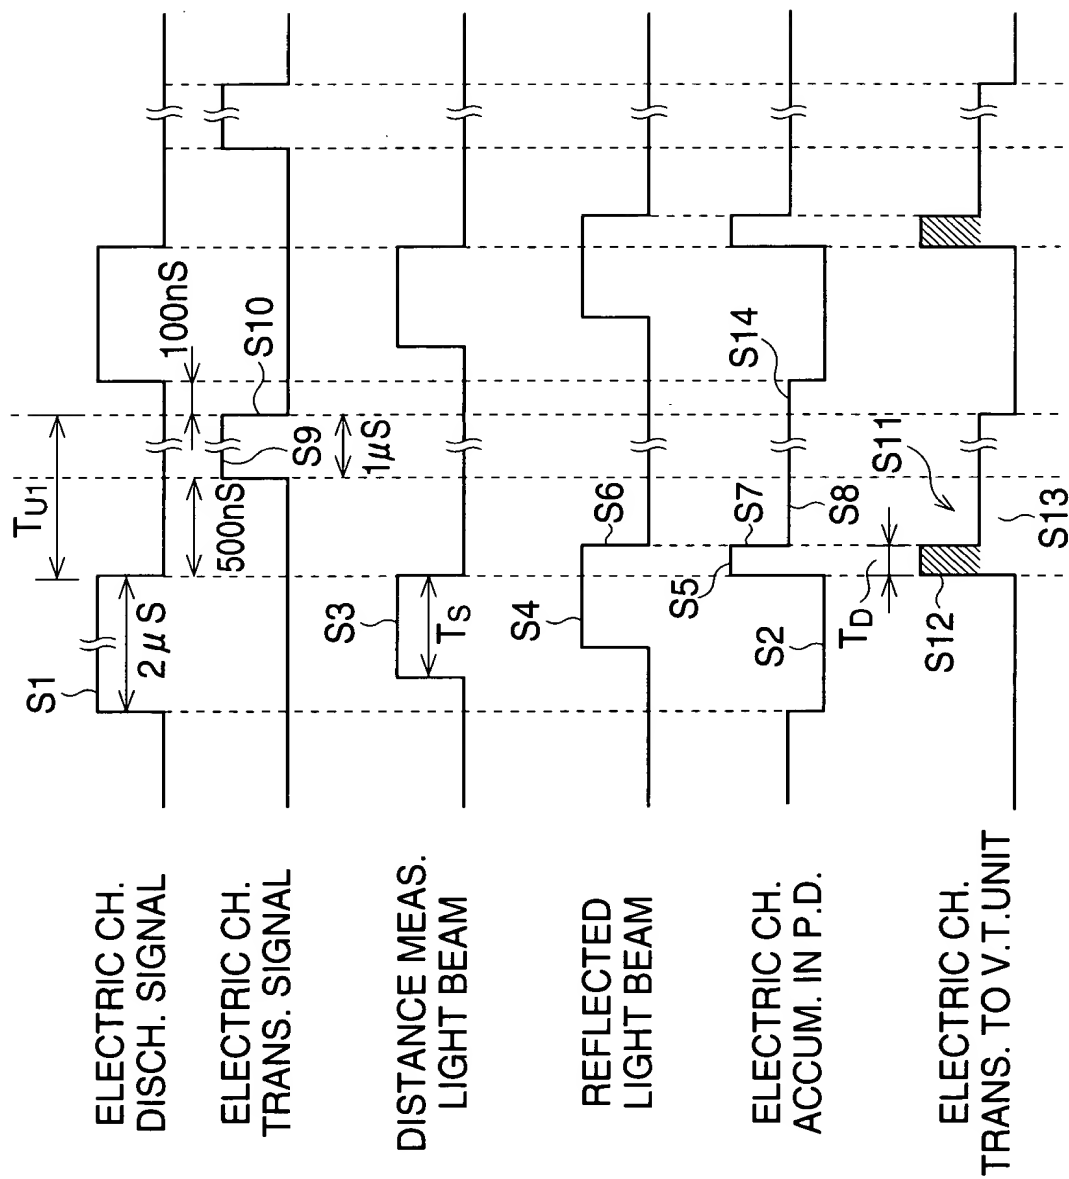 ELECTRIC CH.
DISCH. SIGNAL
S1
2μS
TU1
ELECTRIC CH.
TRANS. SIGNAL
500nS
S9
1μS
S10
100nS
DISTANCE MEAS.
LIGHT BEAM
S3
TS
REFLECTED
LIGHT BEAM
S4
S6
ELECTRIC CH.
ACCUM. IN P.D.
S2
S5
S7
S8
S14
TD
ELECTRIC CH.
TRANS. TO V.T.UNIT
S12
S11
S13